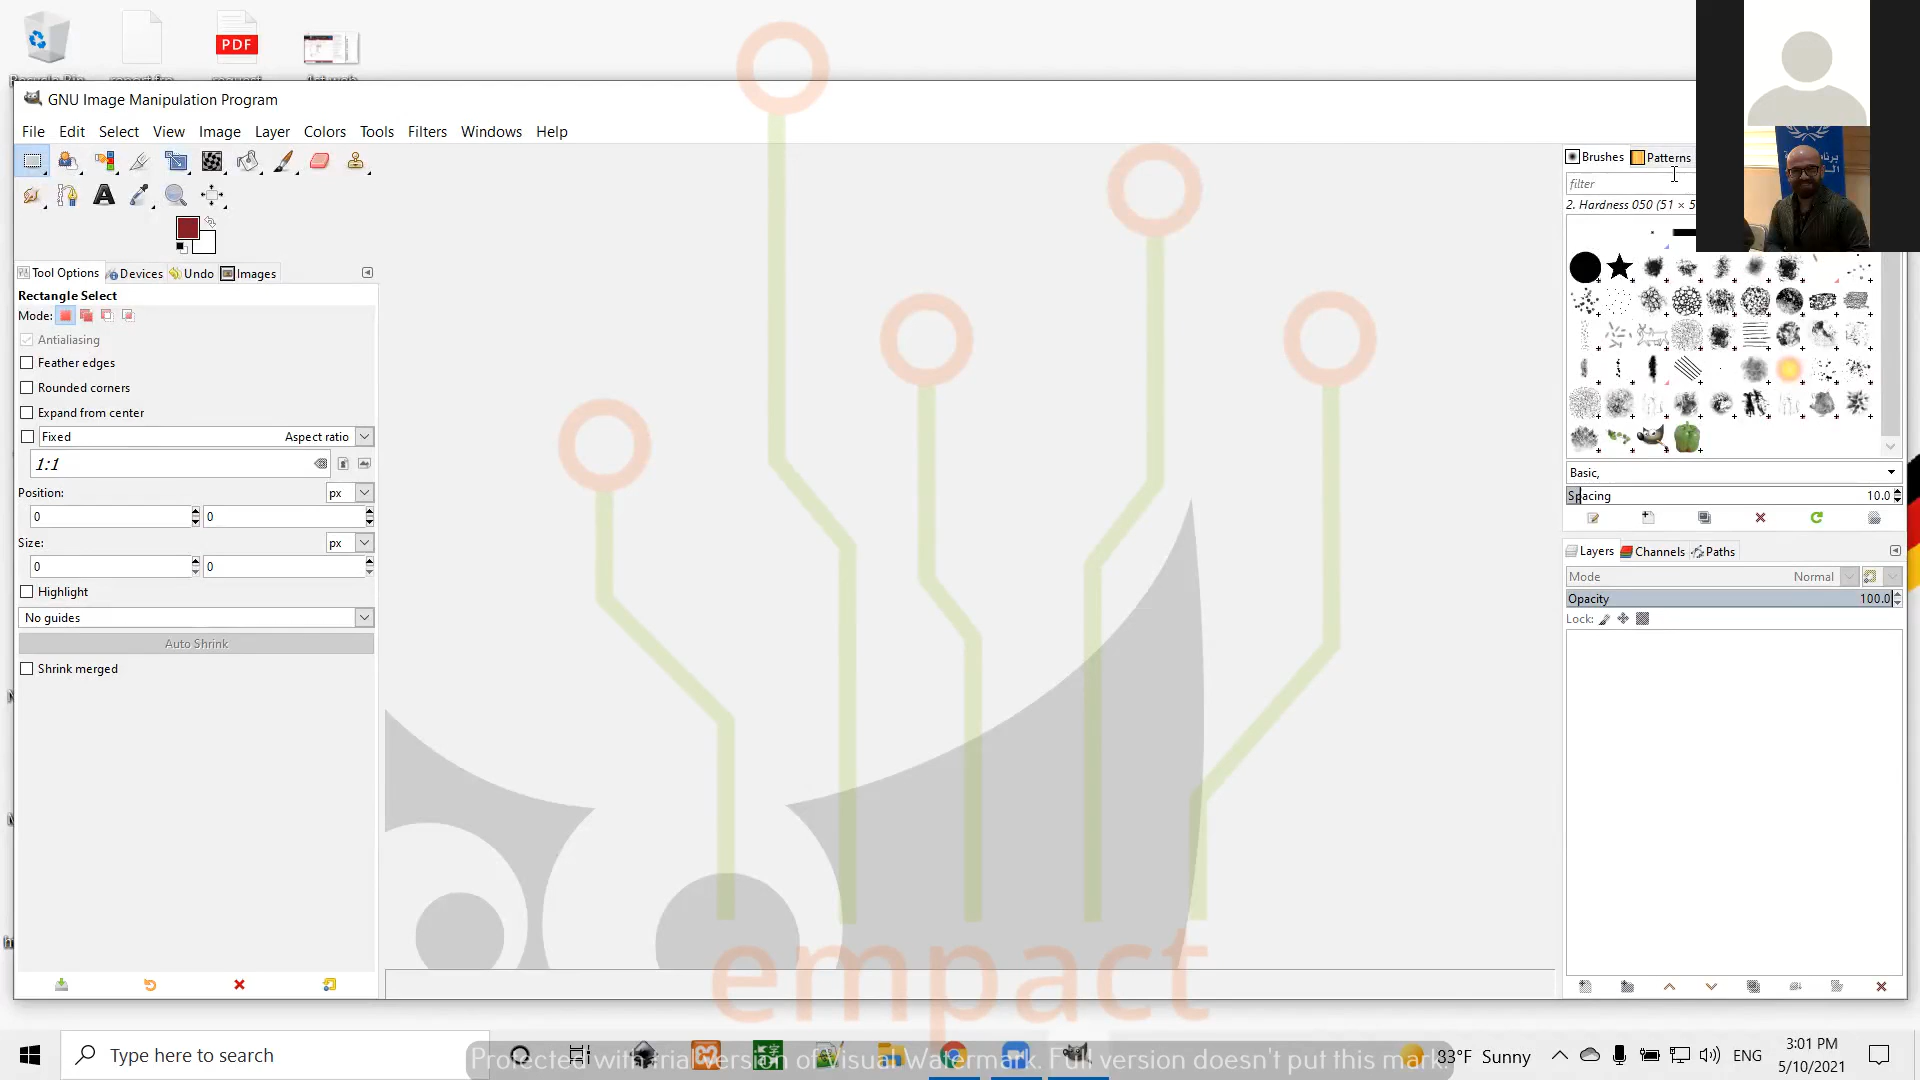 PDF
GNU Image Manipulation Program
File Edit Select View Image Layer Colors Tools Filters Windows Help
Brushes Patterns
filter
2. Hardness 050 (51 × 5
Tool Options Devices Undo Images
Rectangle Select
Mode:
Antialiasing
Feather edges
Rounded corners
Expand from center
Fixed Aspect ratio
1:1
Position: px
0 0
Size: px
0 0
Highlight
No guides
Auto Shrink
Shrink merged
Basic,
Spacing 10.0
Layers Channels Paths
Mode Normal
Opacity 100.0
Lock:
empact
Type here to search
Protected with trial version of Visual Watermark. Full version doesn't put this mark.
83°F Sunny
ENG
3:01 PM
5/10/2021